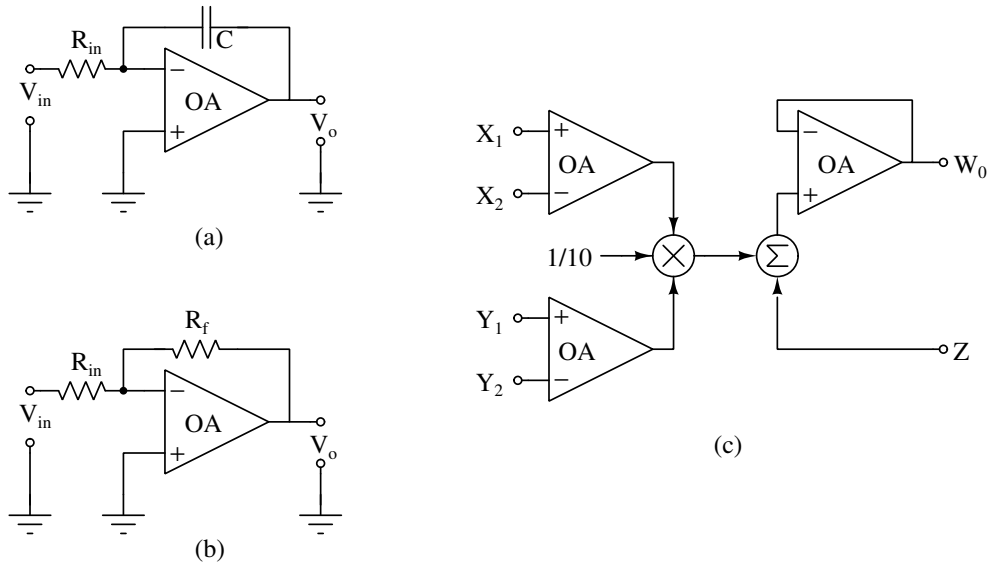 R_in
C
V_in
−
OA
+
V_o
(a)
R_f
R_in
V_in
−
OA
+
V_o
(b)
X_1
+
OA
X_2
−
1/10
×
Σ
Y_1
+
OA
Y_2
−
−
OA
+
W_0
Z
(c)